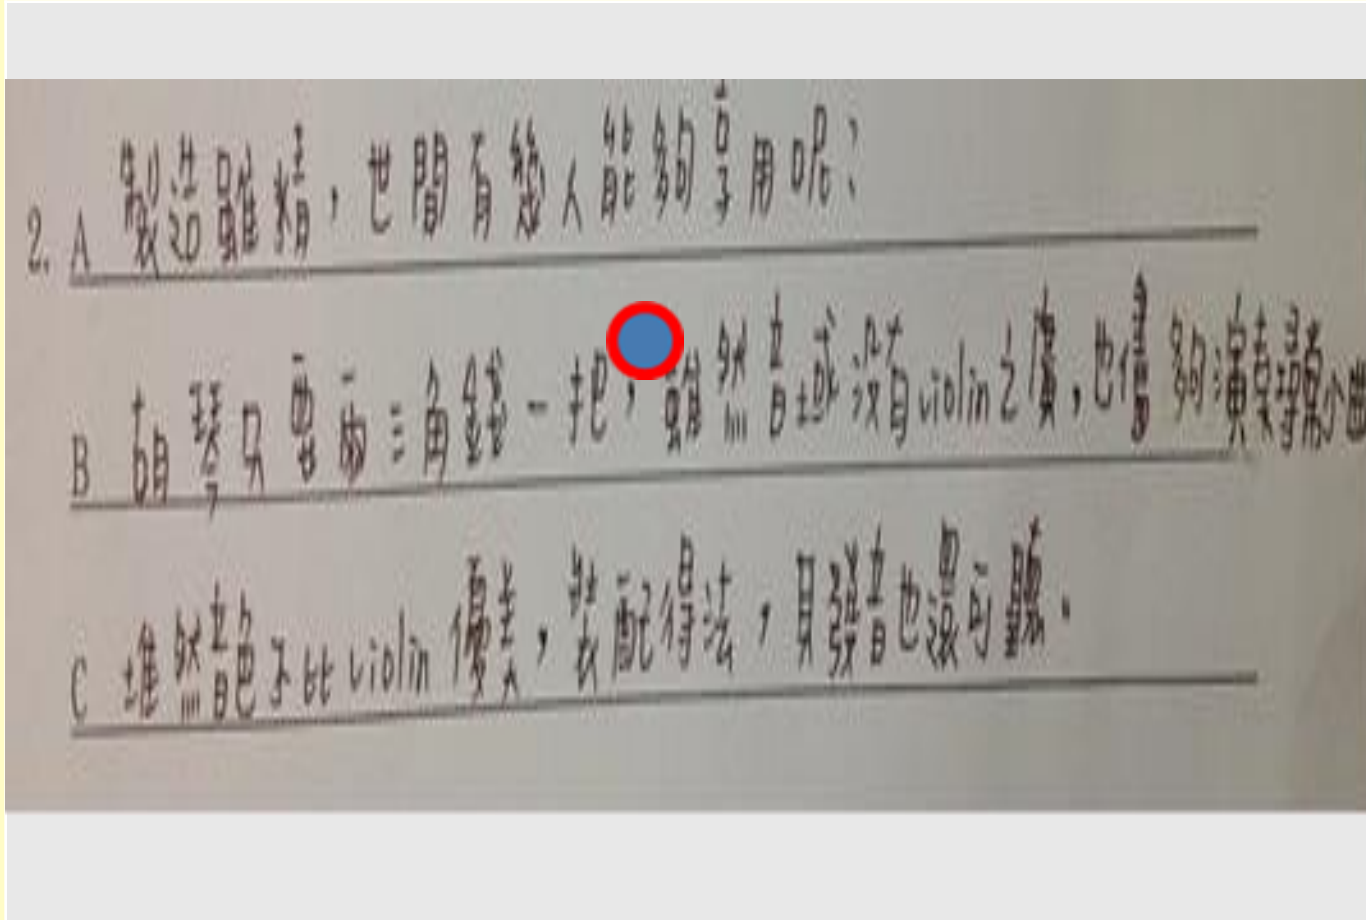 2. A 製造雖精，世間有幾人能夠享用呢？
B 胡琴只要兩三角錢一把，雖然音域沒有violin之廣，也儘夠演奏尋常小曲
C 雖然音色不比violin優美，裝配得法，其發音也還可聽。